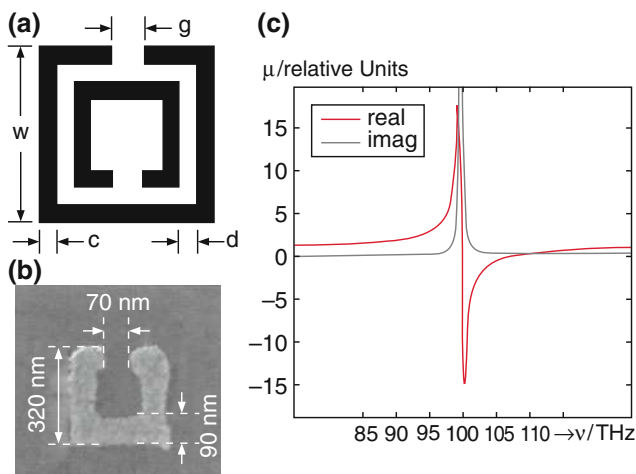 (a)
g
w
c
d
(b)
70 nm
320 nm
90 nm
(c)
μ/relative Units
real
imag
15
10
5
0
−5
−10
−15
85 90 95 100 105 110 →ν/THz